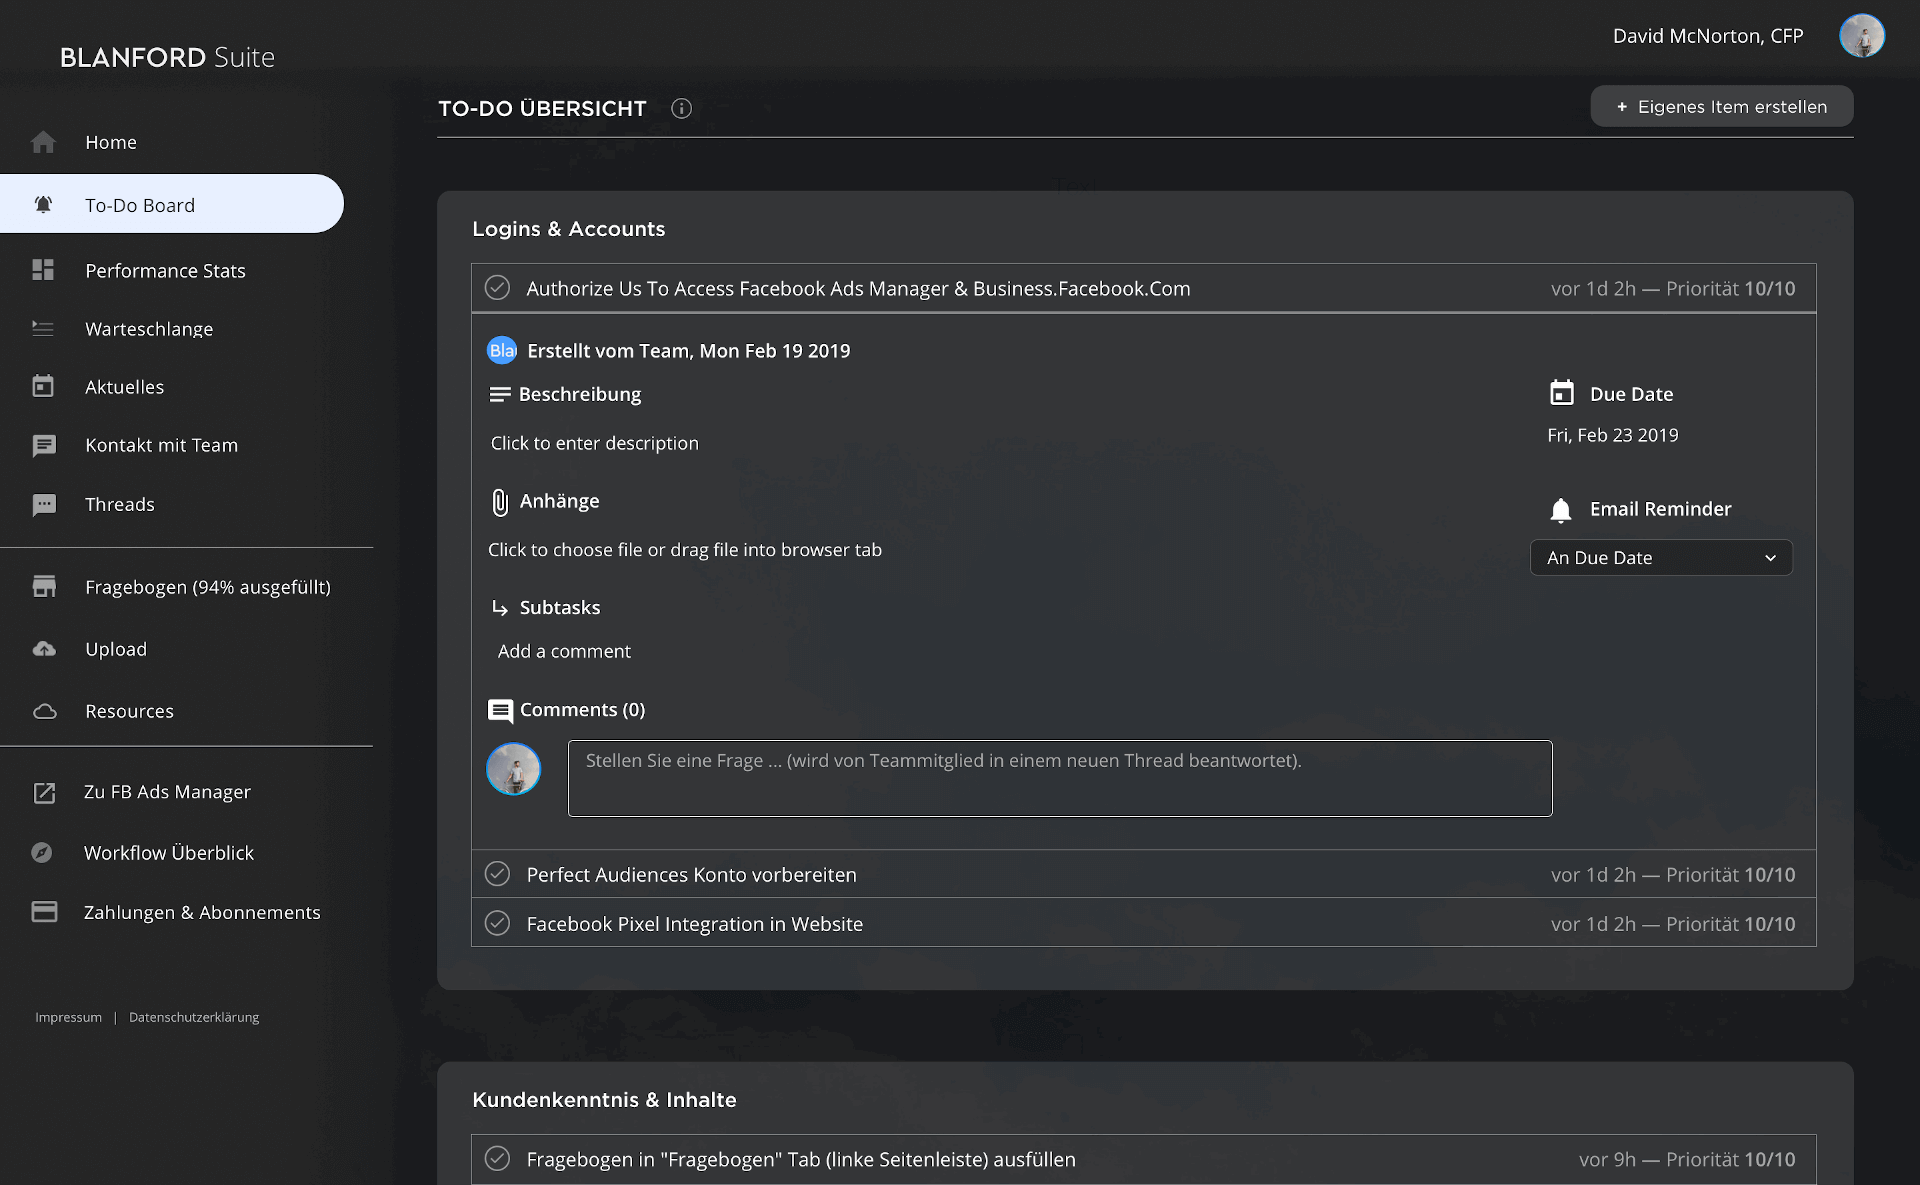 BLANFORD Suite
David McNorton, CFP
Home
To-Do Board
Performance Stats
Warteschlange
Aktuelles
Kontakt mit Team
Threads
Fragebogen (94% ausgefüllt)
Upload
Resources
Zu FB Ads Manager
Workflow Überblick
Zahlungen & Abonnements
Impressum | Datenschutzerklärung
TO-DO ÜBERSICHT
+ Eigenes Item erstellen
Logins & Accounts
Authorize Us To Access Facebook Ads Manager & Business.Facebook.Com vor 1d 2h — Priorität 10/10
Bla Erstellt vom Team, Mon Feb 19 2019
Beschreibung
Click to enter description
Anhänge
Click to choose file or drag file into browser tab
Subtasks
Add a comment
Due Date
Fri, Feb 23 2019
Email Reminder
An Due Date
Comments (0)
Stellen Sie eine Frage ... (wird von Teammitglied in einem neuen Thread beantwortet).
Perfect Audiences Konto vorbereiten vor 1d 2h — Priorität 10/10
Facebook Pixel Integration in Website vor 1d 2h — Priorität 10/10
Kundenkenntnis & Inhalte
Fragebogen in "Fragebogen" Tab (linke Seitenleiste) ausfüllen vor 9h — Priorität 10/10